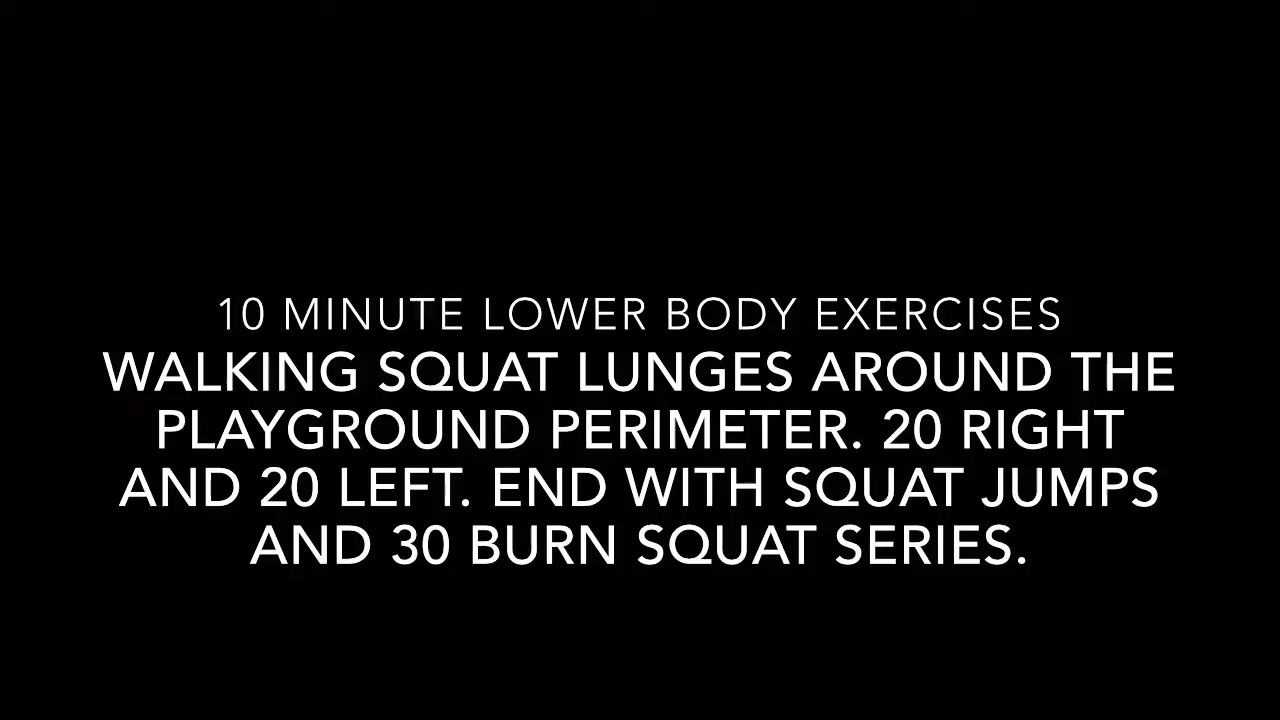 10 MINUTE LOWER BODY EXERCISES
WALKING SQUAT LUNGES AROUND THE
PLAYGROUND PERIMETER. 20 RIGHT
AND 20 LEFT. END WITH SQUAT JUMPS
AND 30 BURN SQUAT SERIES.